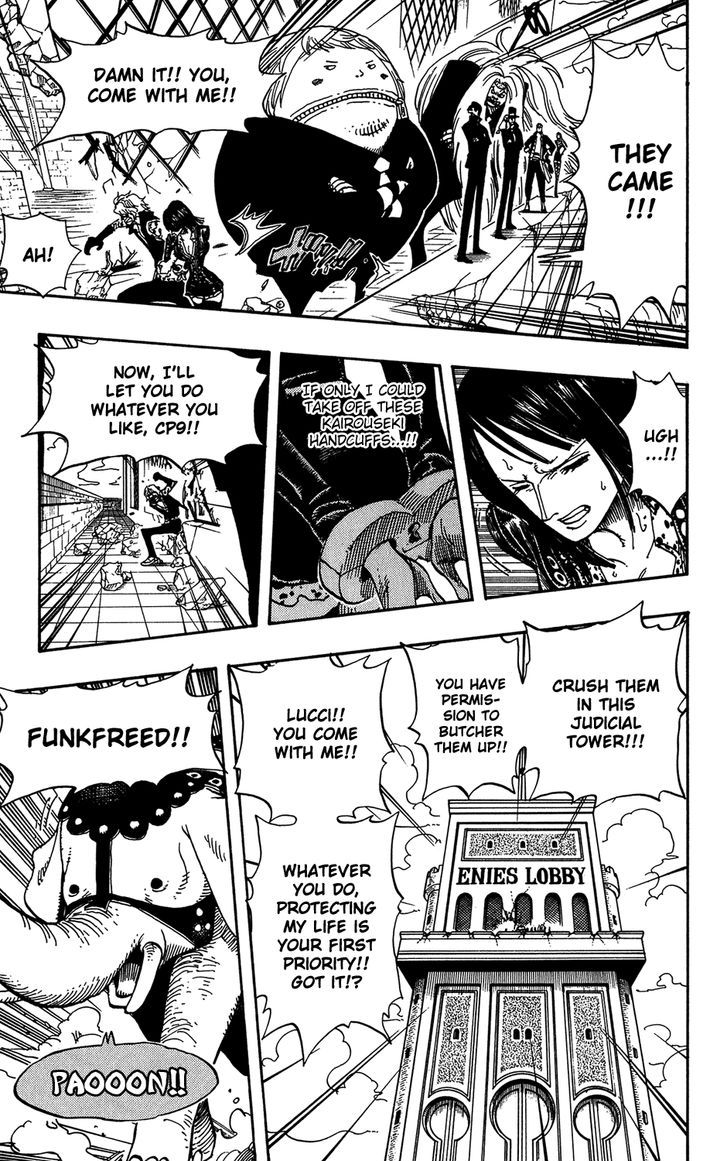 THEY
CAME
!!!
DAMN IT!! YOU,
COME WITH ME!!
AH!
UGH
...!!
IF ONLY I COULD
TAKE OFF THESE
KAIROUSEKI
HANDCUFFS...!!
NOW, I'LL
LET YOU DO
WHATEVER YOU
LIKE, CP9!!
CRUSH THEM
IN THIS
JUDICIAL
TOWER!!!
YOU HAVE
PERMIS-
SION TO
BUTCHER
THEM UP!!
LUCCI!!
YOU COME
WITH ME!!
WHATEVER
YOU DO,
PROTECTING
MY LIFE IS
YOUR FIRST
PRIORITY!!
GOT IT!?
ENIES LOBBY
FUNKFREED!!
PAOOON!!